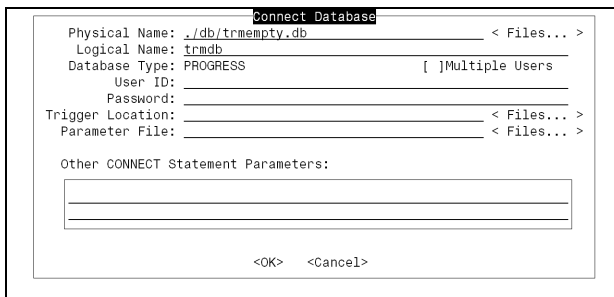 Connect Database
Physical Name: ./db/trmempty.db < Files... >
Logical Name: trmdb
Database Type: PROGRESS [ ]Multiple Users
User ID:
Password:
Trigger Location: < Files... >
Parameter File: < Files... >
Other CONNECT Statement Parameters:
<OK> <Cancel>